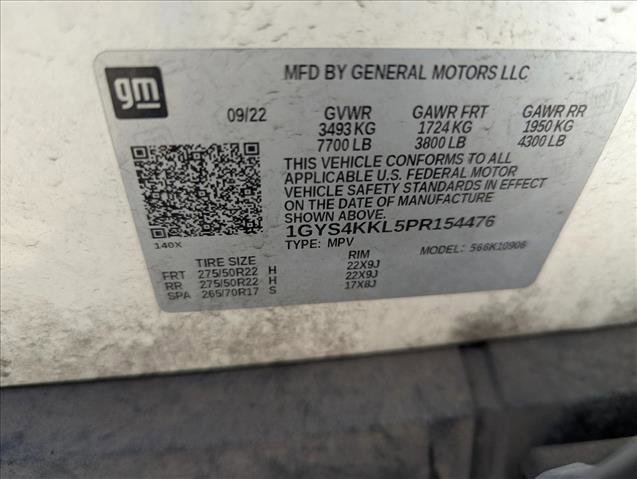 gm
MFD BY GENERAL MOTORS LLC
09/22 GVWR GAWR FRT GAWR RR
3493 KG 1724 KG 1950 KG
7700 LB 3800 LB 4300 LB
THIS VEHICLE CONFORMS TO ALL
APPLICABLE U.S. FEDERAL MOTOR
VEHICLE SAFETY STANDARDS IN EFFECT
ON THE DATE OF MANUFACTURE
SHOWN ABOVE.
1GYS4KKL5PR154476
140X
TYPE: MPV MODEL: 566K10906
TIRE SIZE RIM
FRT 275/50R22 H 22X9J
RR 275/50R22 H 22X9J
SPA 265/70R17 S 17X8J